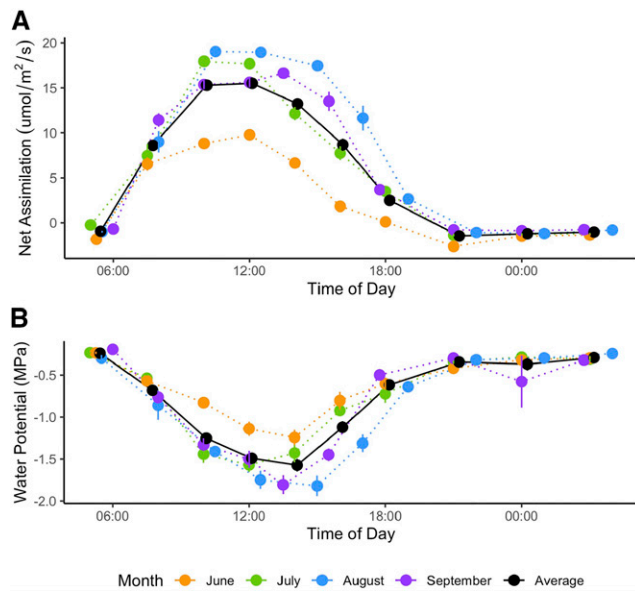 A
Net Assimilation (umol/m²/s)
20
15
10
5
0
06:00
12:00
18:00
00:00
Time of Day
B
Water Potential (MPa)
-0.5
-1.0
-1.5
-2.0
06:00
12:00
18:00
00:00
Time of Day
Month June July August September Average